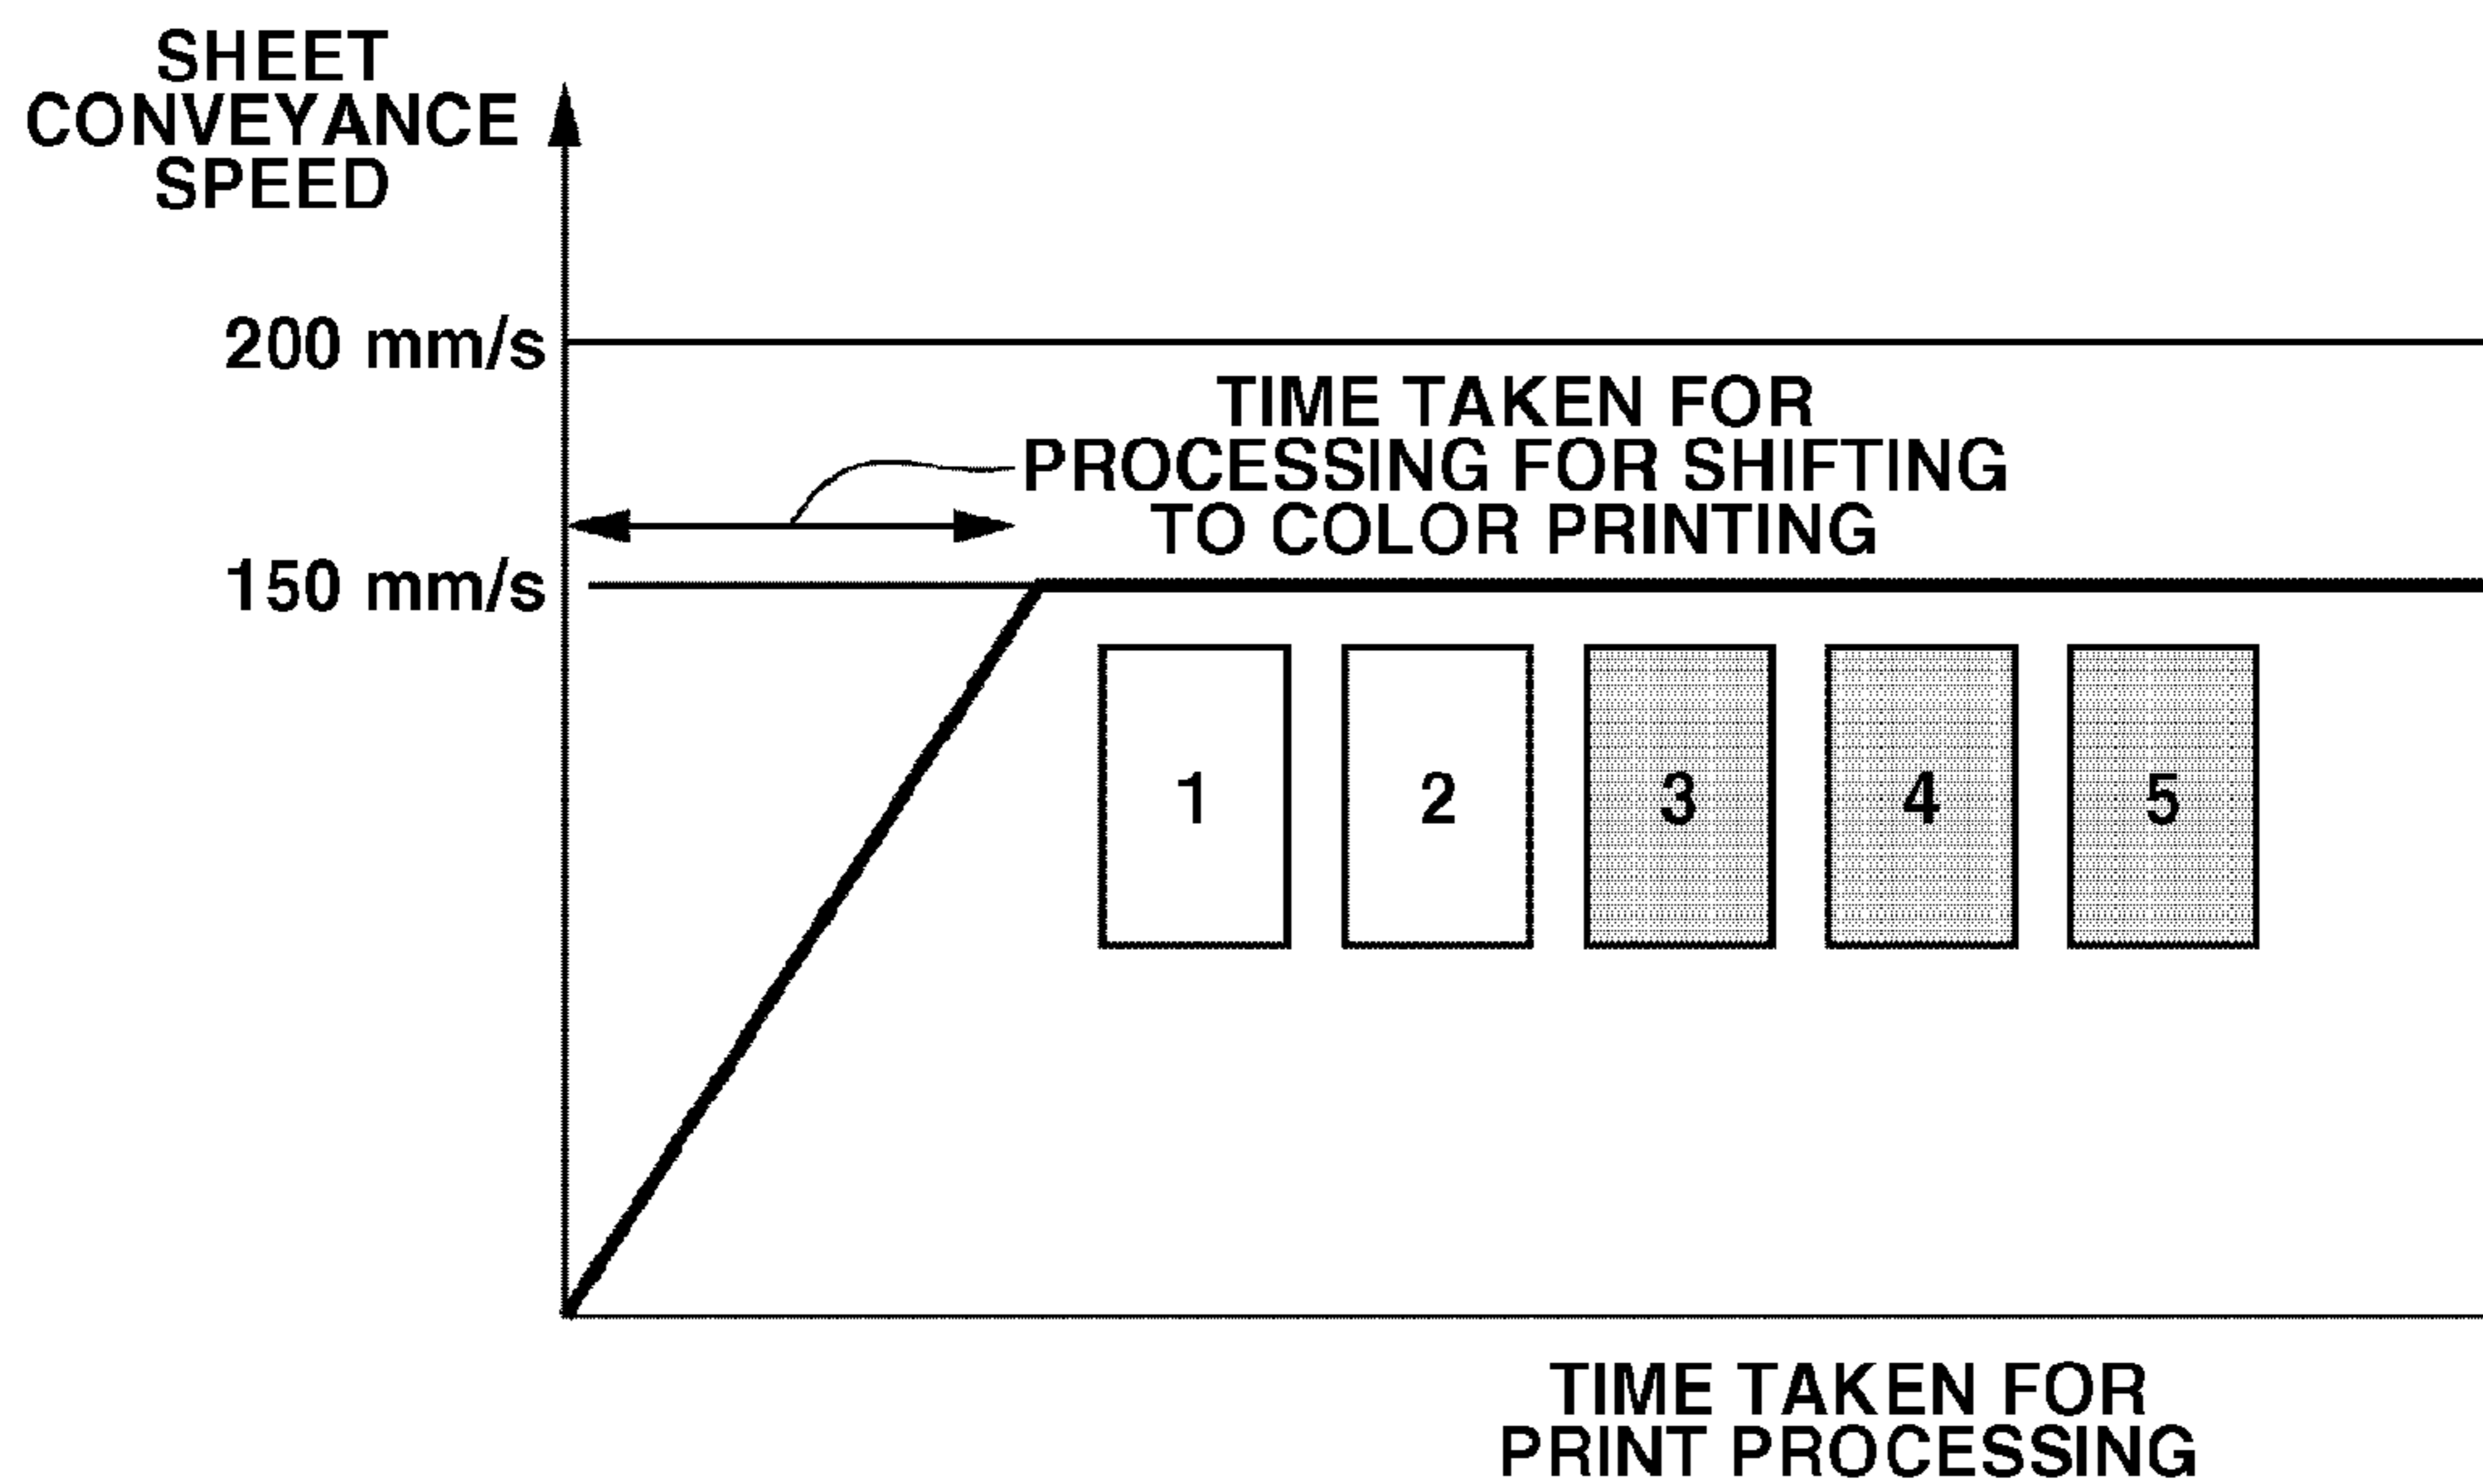 SHEET
CONVEYANCE
SPEED
200 mm/s
TIME TAKEN FOR
PROCESSING FOR SHIFTING
TO COLOR PRINTING
150 mm/s
1
2
3
4
5
TIME TAKEN FOR
PRINT PROCESSING